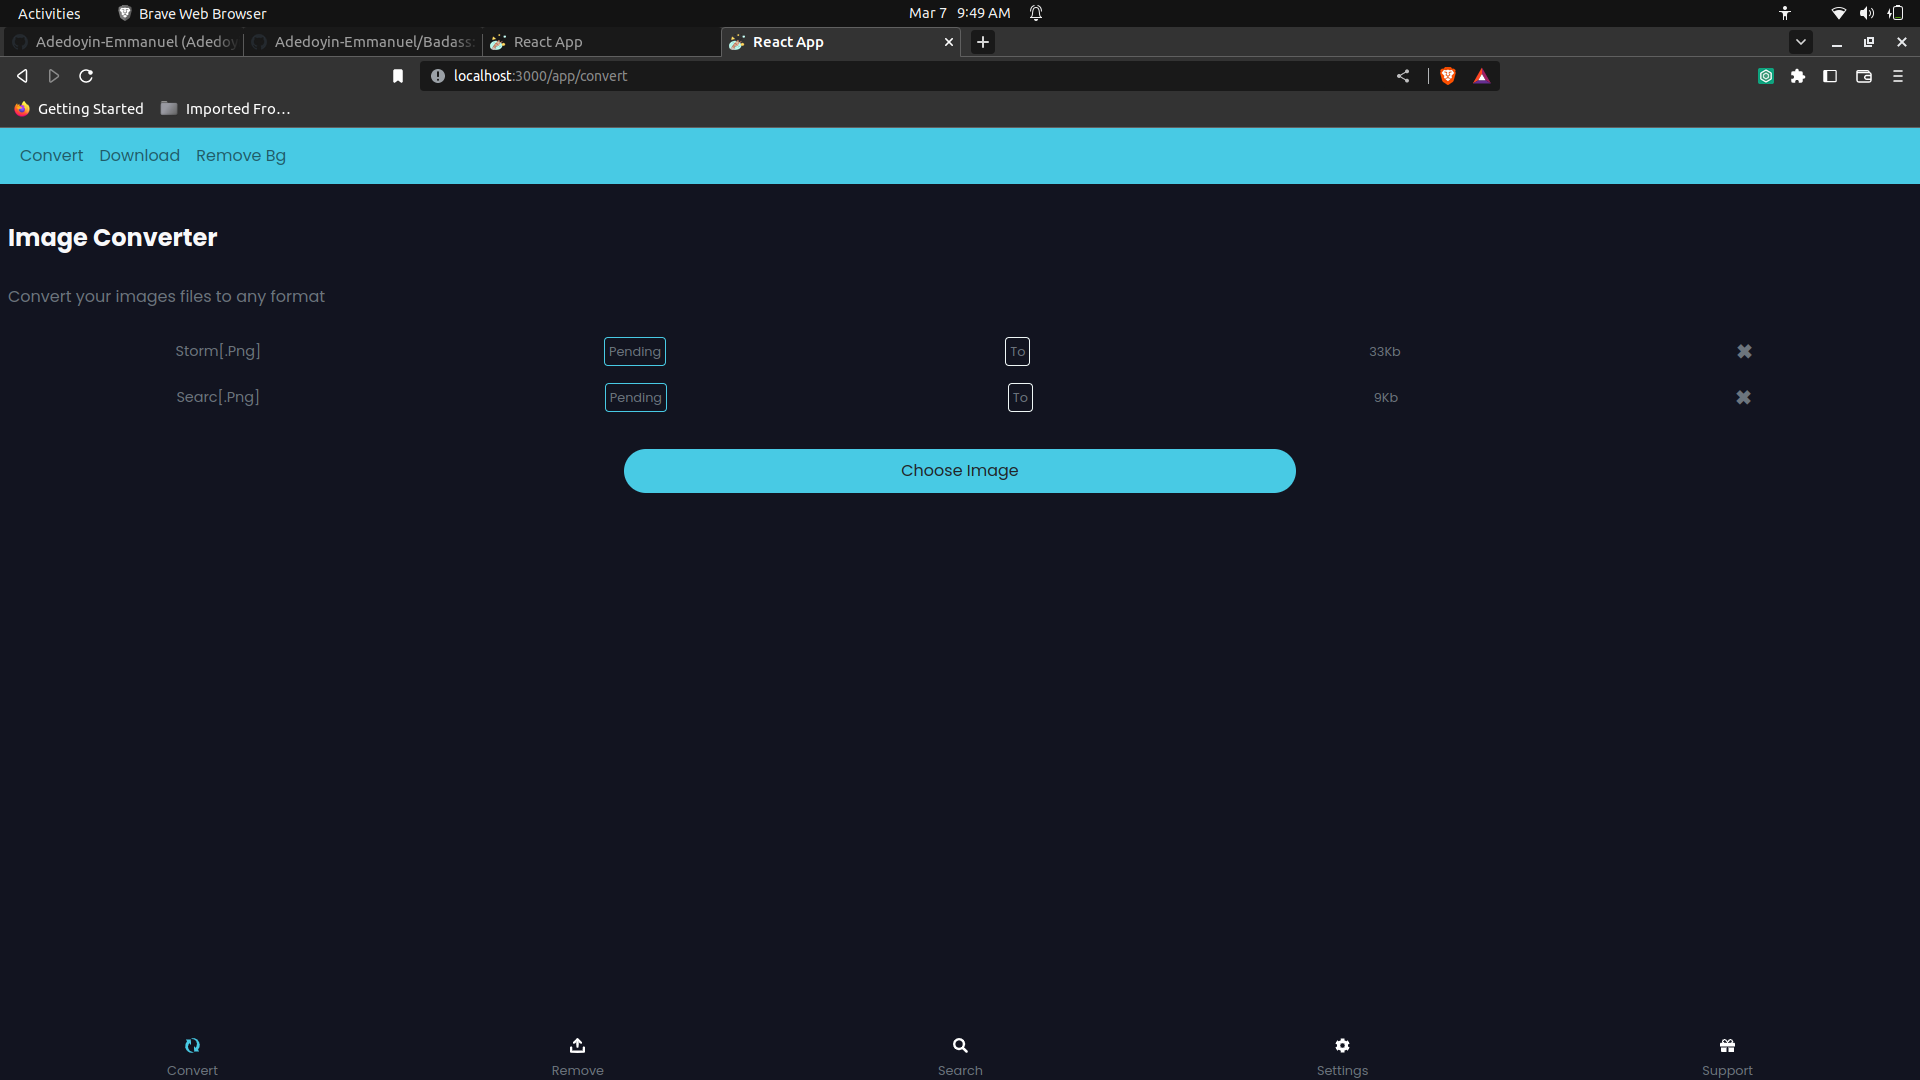 Activities Brave Web Browser Mar 7 9:49 AM
Adedoyin-Emmanuel (Adedoy Adedoyin-Emmanuel/Badass React App React App
localhost:3000/app/convert
Getting Started Imported Fro...
Convert Download Remove Bg
Image Converter
Convert your images files to any format
Storm[.Png] Pending To 33Kb
Searc[.Png] Pending To 9Kb
Choose Image
Convert Remove Search Settings Support